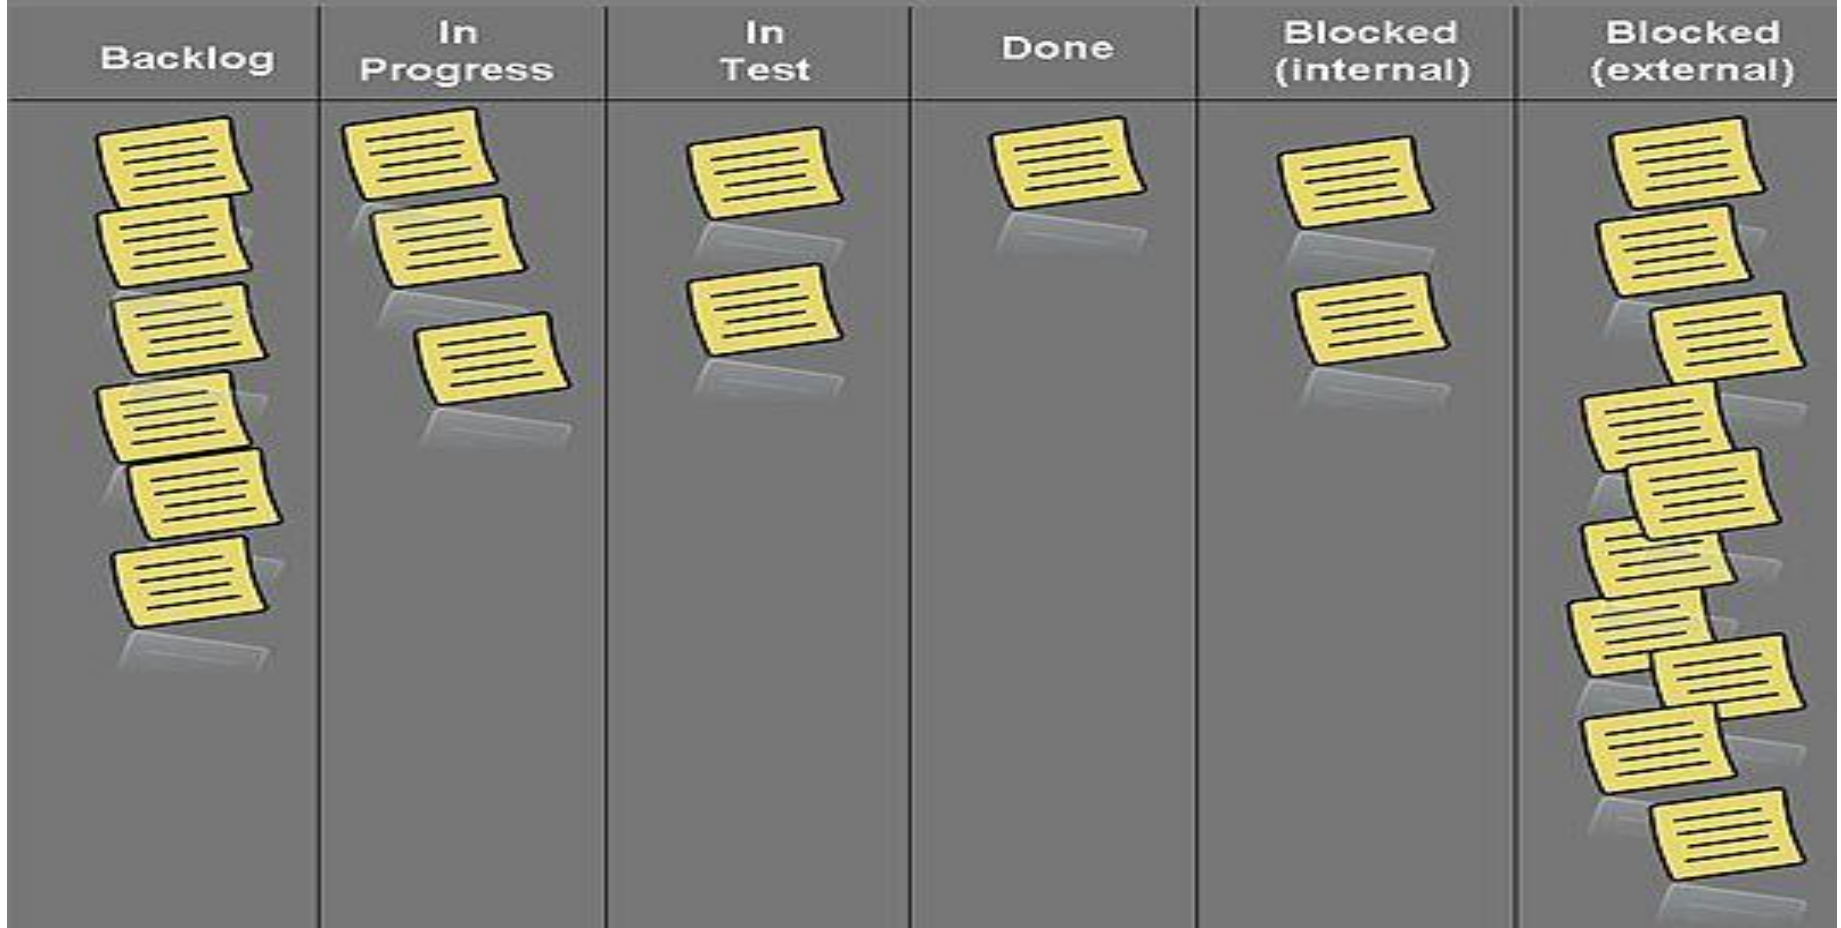 Backlog
In
Progress
In
Test
Done
Blocked
(internal)
Blocked
(external)